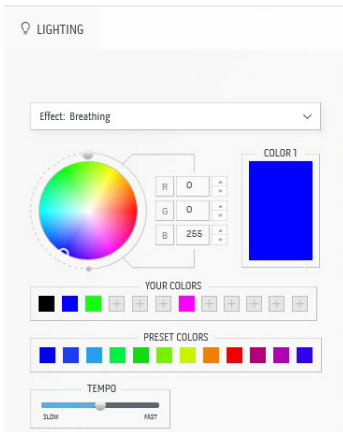 LIGHTING
Effect: Breathing
COLOR 1
R 0
G 0
B 255
YOUR COLORS
PRESET COLORS
TEMPO
SLOW FAST